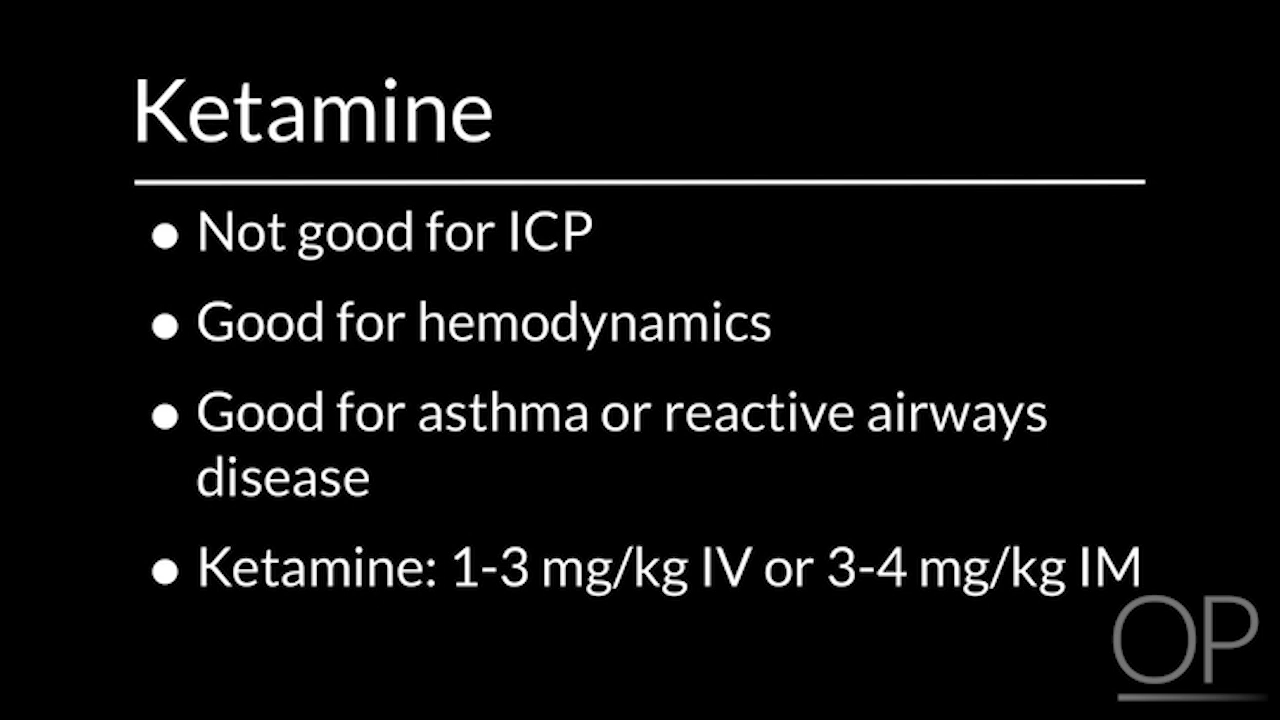 Ketamine
● Not good for ICP
● Good for hemodynamics
● Good for asthma or reactive airways
disease
● Ketamine: 1-3 mg/kg IV or 3-4 mg/kg IM
OP